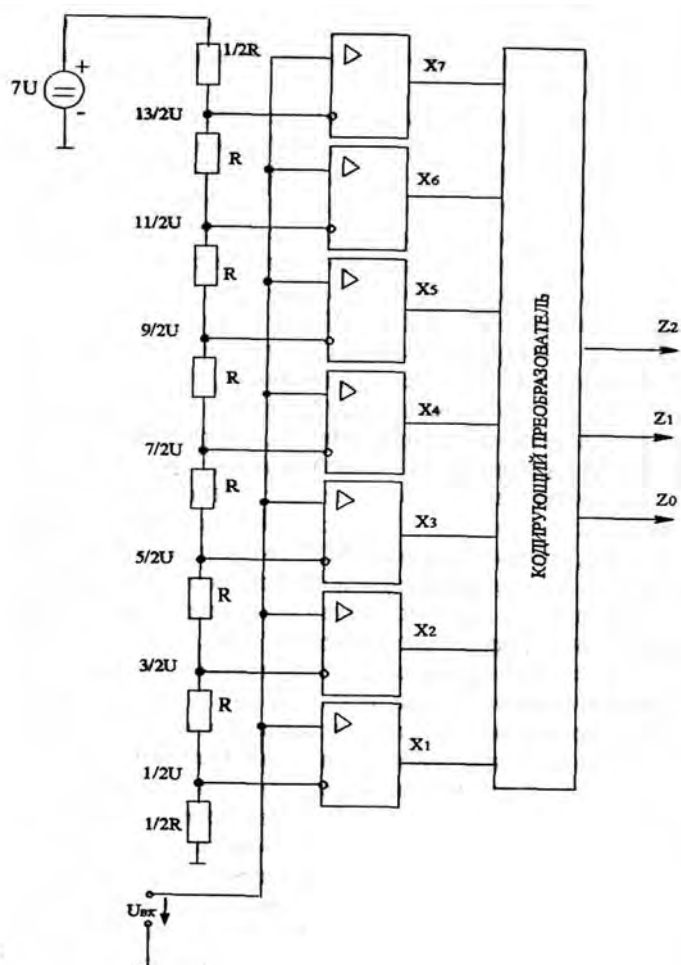 1/2R
7U
+
-
13/2U
R
11/2U
R
9/2U
R
7/2U
R
5/2U
R
3/2U
R
1/2U
1/2R
Uвх
X7
X6
X5
X4
X3
X2
X1
КОДИРУЮЩИЙ ПРЕОБРАЗОВАТЕЛЬ
Z2
Z1
Z0